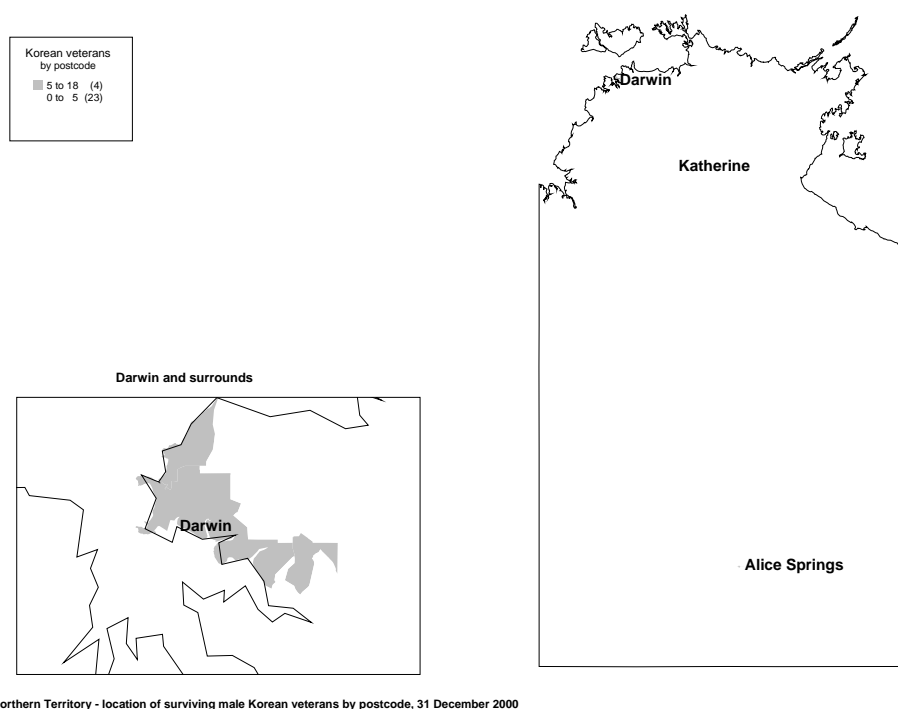 Korean veterans
by postcode
5 to 18 (4)
0 to 5 (23)
Darwin
Katherine
Alice Springs
Darwin and surrounds
Darwin
orthern Territory - location of surviving male Korean veterans by postcode, 31 December 2000